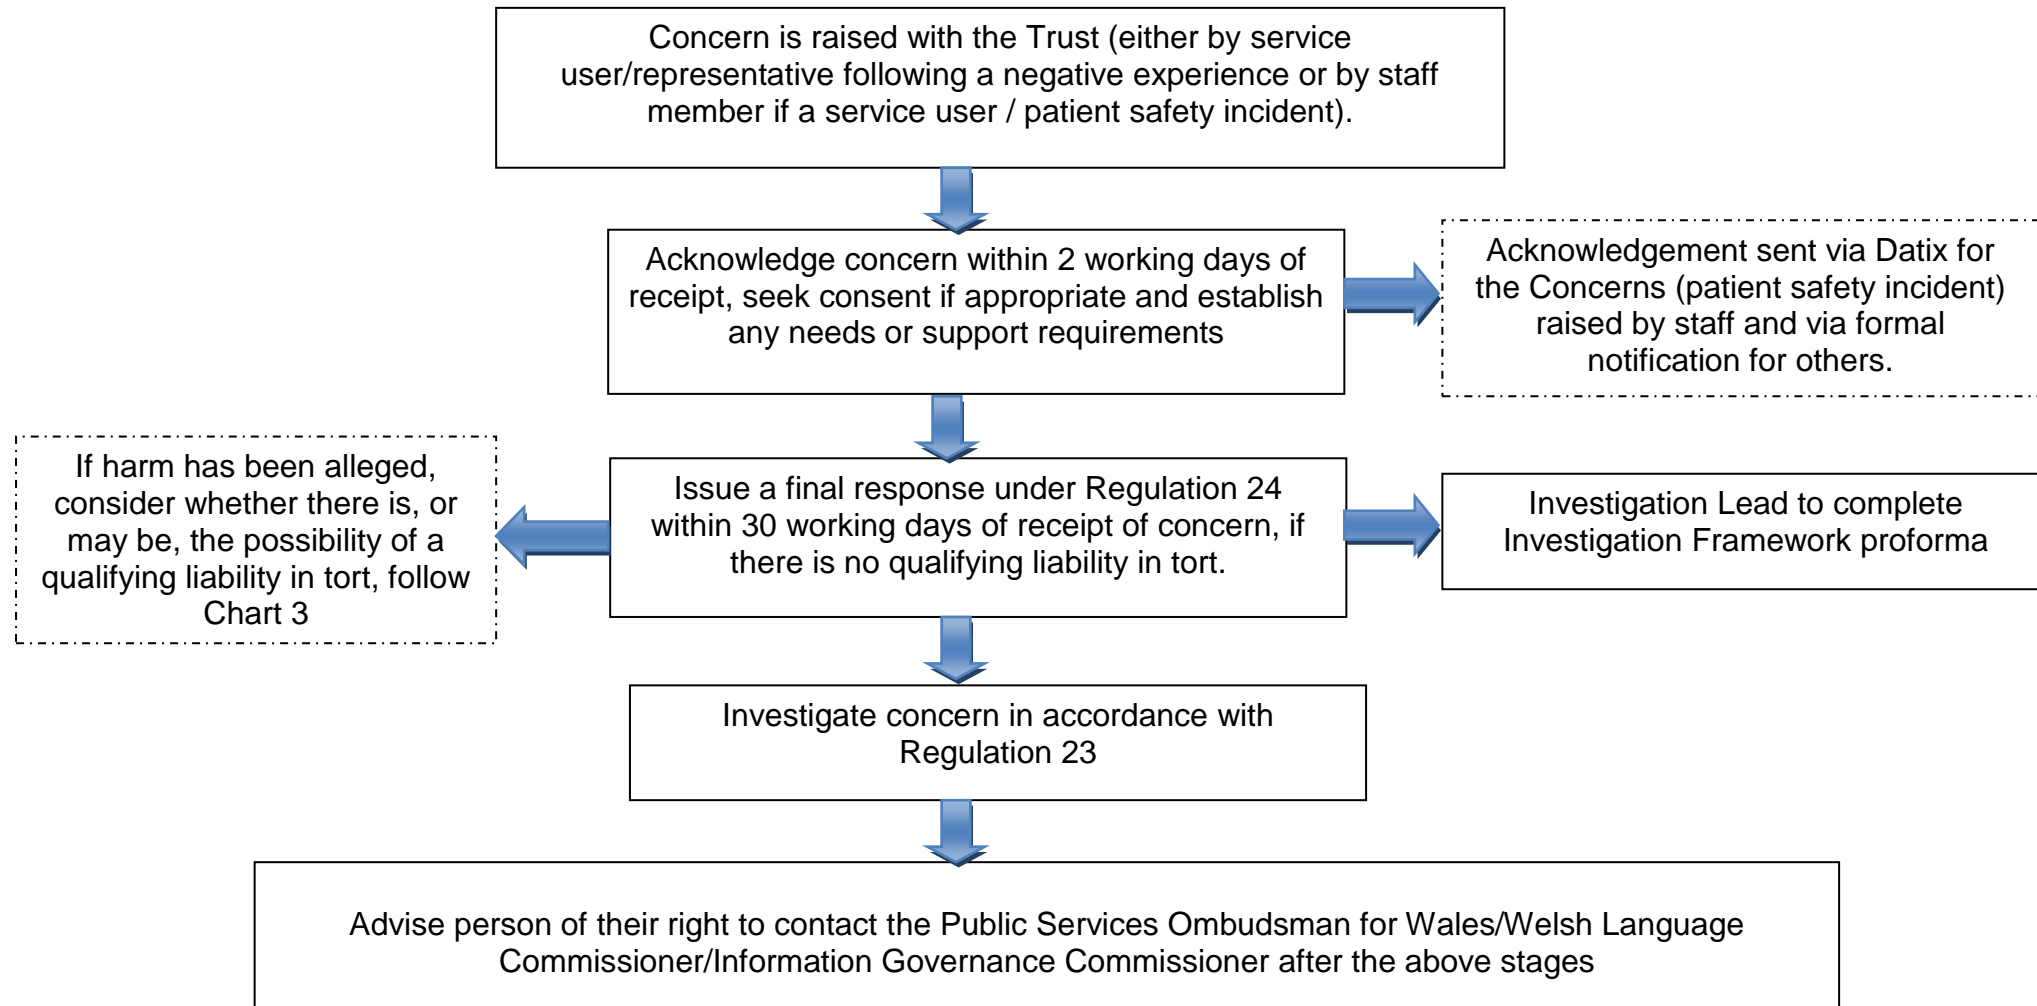 Concern is raised with the Trust (either by service
user/representative following a negative experience or by staff
member if a service user / patient safety incident).
Acknowledge concern within 2 working days of
receipt, seek consent if appropriate and establish
any needs or support requirements
Acknowledgement sent via Datix for
the Concerns (patient safety incident)
raised by staff and via formal
notification for others.
If harm has been alleged,
consider whether there is, or
may be, the possibility of a
qualifying liability in tort, follow
Chart 3
Issue a final response under Regulation 24
within 30 working days of receipt of concern, if
there is no qualifying liability in tort.
Investigation Lead to complete
Investigation Framework proforma
Investigate concern in accordance with
Regulation 23
Advise person of their right to contact the Public Services Ombudsman for Wales/Welsh Language
Commissioner/Information Governance Commissioner after the above stages